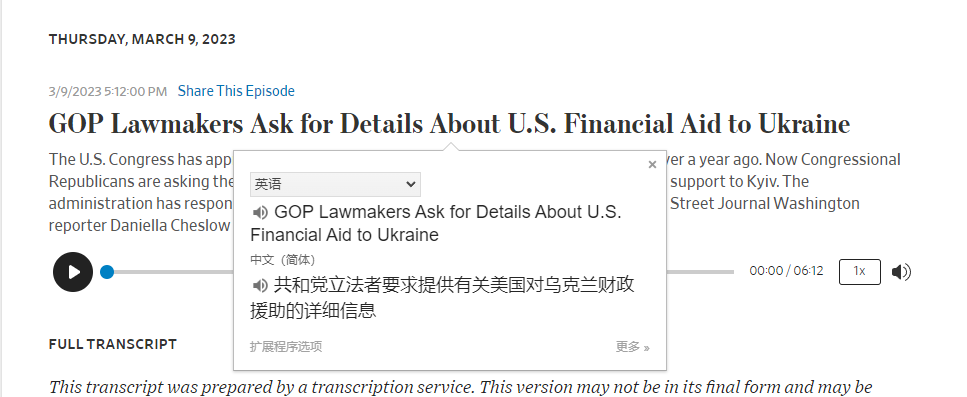 THURSDAY, MARCH 9, 2023
3/9/2023 5:12:00 PM Share This Episode
GOP Lawmakers Ask for Details About U.S. Financial Aid to Ukraine
The U.S. Congress has app
ver a year ago. Now Congressional
Republicans are asking the
support to Kyiv. The
administration has respon
Street Journal Washington
reporter Daniella Cheslow
×
英语
GOP Lawmakers Ask for Details About U.S.
Financial Aid to Ukraine
中文（简体）
共和党立法者要求提供有关美国对乌克兰财政
援助的详细信息
扩展程序选项 更多 »
00:00 / 06:12 1x
FULL TRANSCRIPT
This transcript was prepared by a transcription service. This version may not be in its final form and may be